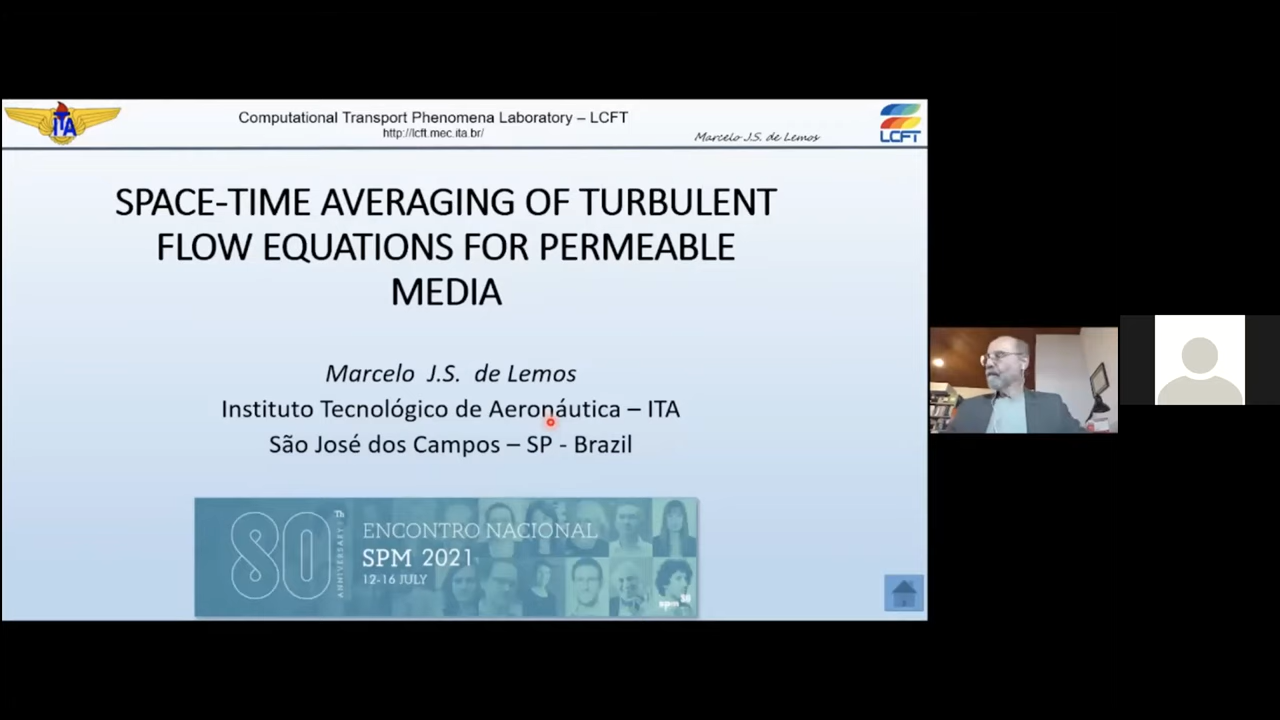 ITA
Computational Transport Phenomena Laboratory – LCFT
http://lcft.mec.ita.br/
Marcelo J.S. de Lemos
LCFT
SPACE-TIME AVERAGING OF TURBULENT
FLOW EQUATIONS FOR PERMEABLE
MEDIA
Marcelo J.S. de Lemos
Instituto Tecnológico de Aeronáutica – ITA
São José dos Campos – SP - Brazil
80
ANNIVERSARY
ENCONTRO NACIONAL
SPM 2021
12-16 JULY
spm